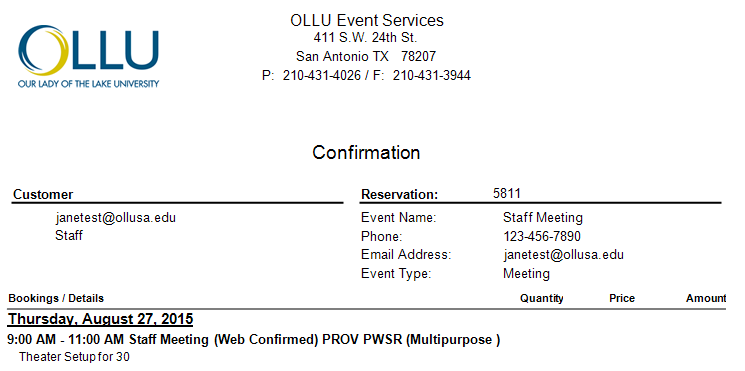 OLLU
OUR LADY OF THE LAKE UNIVERSITY
OLLU Event Services
411 S.W. 24th St.
San Antonio TX 78207
P: 210-431-4026 / F: 210-431-3944
Confirmation
Customer
janetest@ollusa.edu
Staff
Reservation: 5811
Event Name: Staff Meeting
Phone: 123-456-7890
Email Address: janetest@ollusa.edu
Event Type: Meeting
Bookings / Details Quantity Price Amount
Thursday, August 27, 2015
9:00 AM - 11:00 AM Staff Meeting (Web Confirmed) PROV PWSR (Multipurpose )
Theater Setup for 30